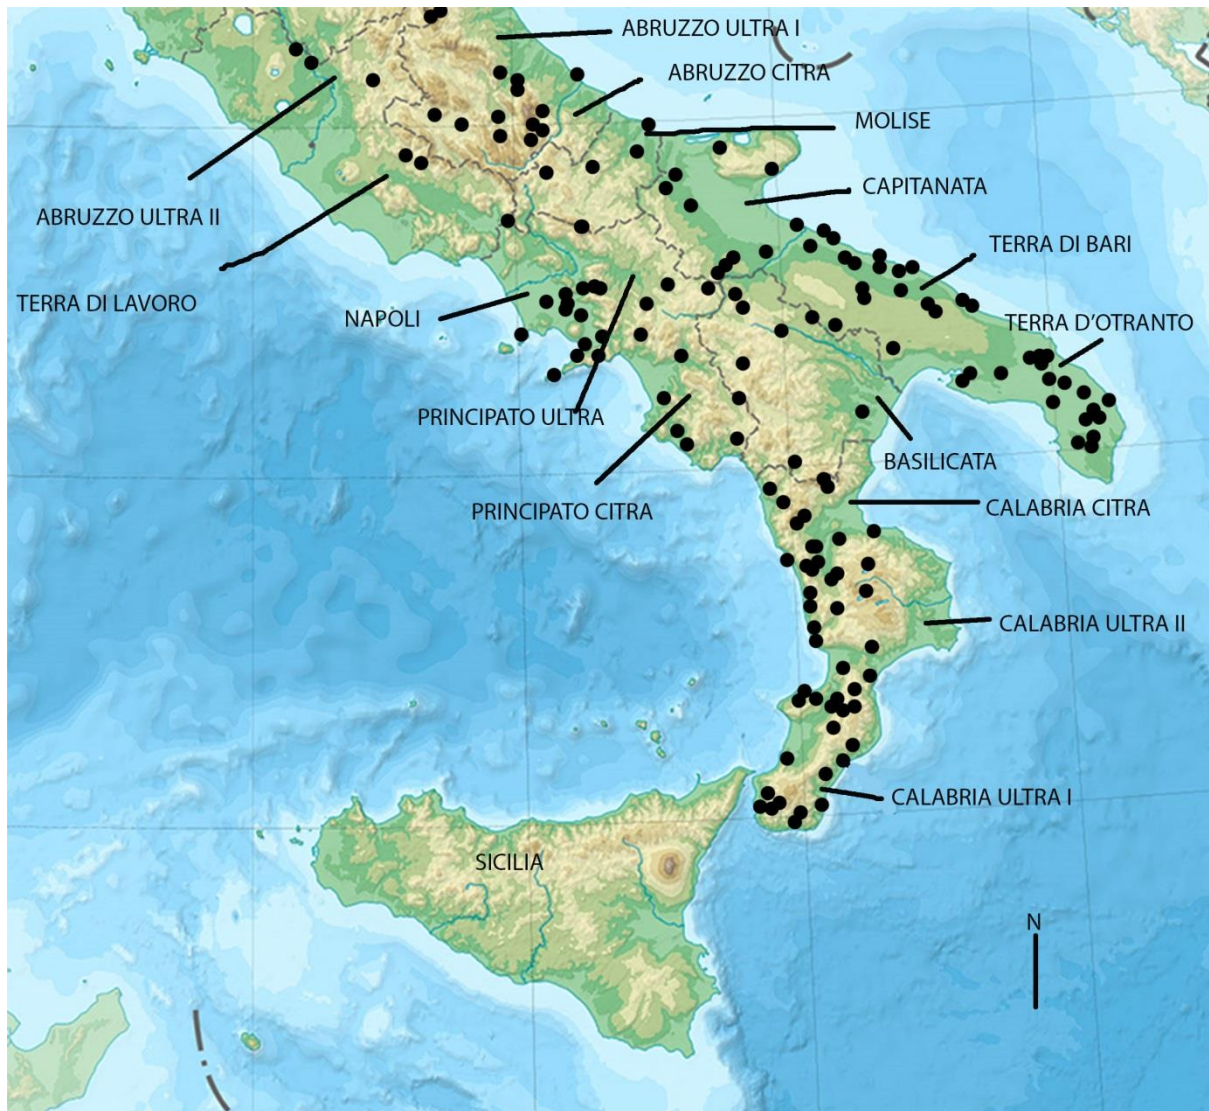 ABRUZZO ULTRA I
ABRUZZO CITRA
MOLISE
CAPITANATA
ABRUZZO ULTRA II
TERRA DI BARI
TERRA DI LAVORO
NAPOLI
TERRA D'OTRANTO
PRINCIPATO ULTRA
BASILICATA
PRINCIPATO CITRA
CALABRIA CITRA
CALABRIA ULTRA II
CALABRIA ULTRA I
SICILIA
N